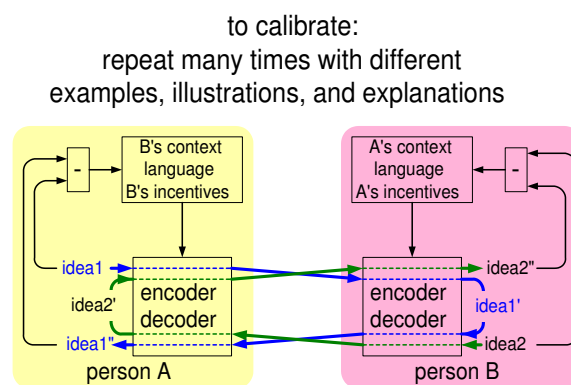 to calibrate:
repeat many times with different
examples, illustrations, and explanations
B's context
language
B's incentives
-
A's context
language
A's incentives
-
idea1
idea2'
idea1"
encoder
decoder
person A
encoder
decoder
idea2"
idea1'
idea2
person B